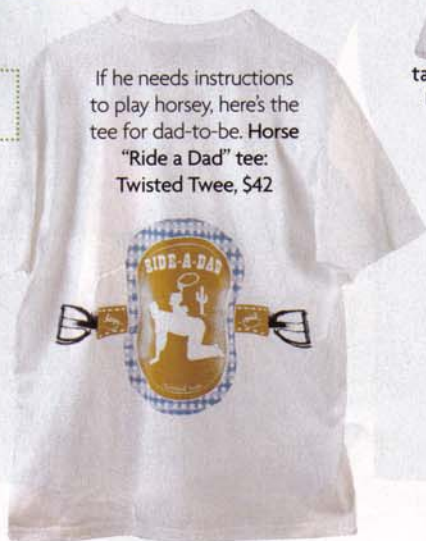 If he needs instructions
to play horsey, here's the
tee for dad-to-be. Horse
"Ride a Dad" tee:
Twisted Twee, $42
RIDE-A-DAD
ta